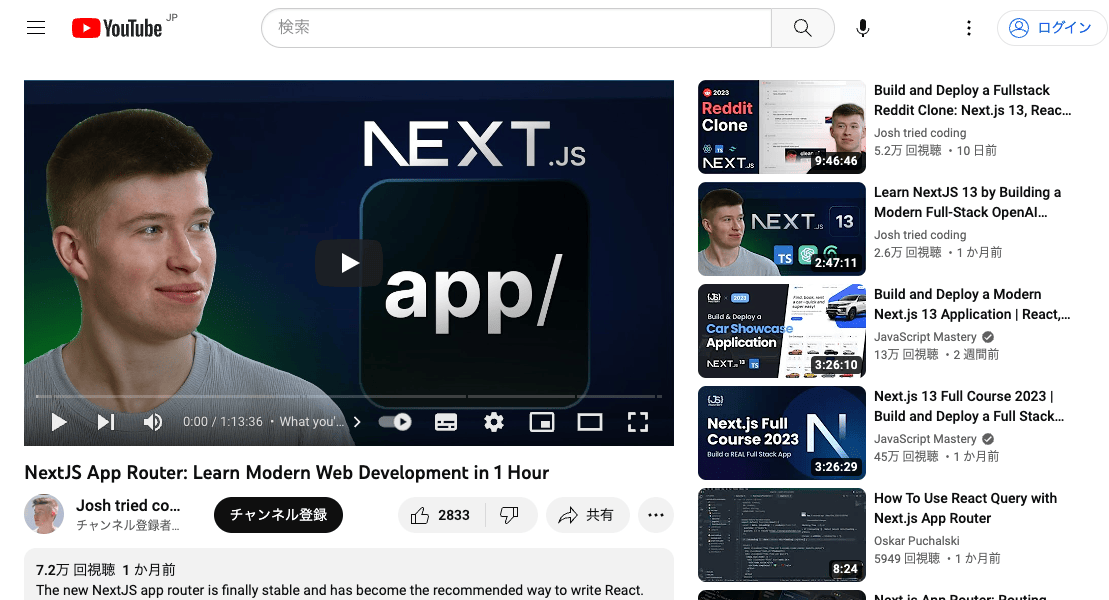 YouTube JP
検索
ログイン
NEXT.JS
app/
0:00 / 1:13:36 • What you'...
NextJS App Router: Learn Modern Web Development in 1 Hour
Josh tried co...
チャンネル登録者...
チャンネル登録
2833
共有
7.2万 回視聴 1 か月前
The new NextJS app router is finally stable and has become the recommended way to write React.
2023
Reddit
Clone
TS
NEXT.JS
9:46:46
Build and Deploy a Fullstack
Reddit Clone: Next.js 13, Reac...
Josh tried coding
5.2万 回視聴 • 10 日前
NEXT.JS 13
TS
2:47:11
Learn NextJS 13 by Building a
Modern Full-Stack OpenAI...
Josh tried coding
2.6万 回視聴 • 1 か月前
{JS} × 2023
Build & Deploy a
Car Showcase
Application
NEXT.JS 13 TS
Find, book, rent a car—quick and super easy!
3:26:10
Build and Deploy a Modern
Next.js 13 Application | React,...
JavaScript Mastery
13万 回視聴 • 2 週間前
{JS}
Next.js Full
Course 2023
Build a REAL Full Stack App
N
3:26:29
Next.js 13 Full Course 2023 |
Build and Deploy a Full Stack...
JavaScript Mastery
45万 回視聴 • 1 か月前
8:24
How To Use React Query with
Next.js App Router
Oskar Puchalski
5949 回視聴 • 1 か月前
Next.js App Router: Routing,